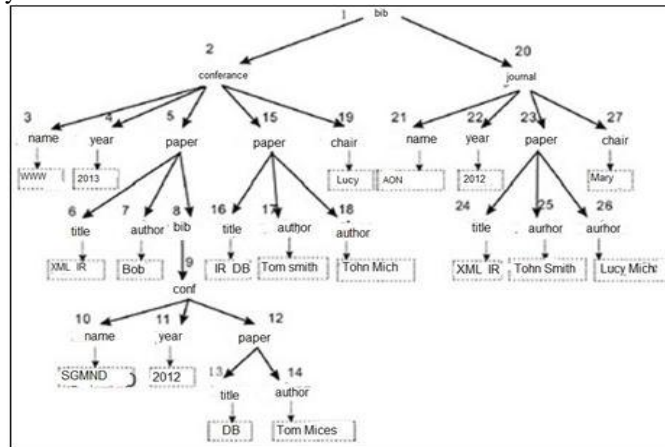 y
1 bib
2 20
conferance journal
3 4 5 15 19 21 22 23 27
name year paper paper chair name year paper chair
WWW 2013 Lucy AON 2012 Mary
6 7 8 16 17 18 24 25 26
title author bib title author author title aurhor aurhor
XML IR Bob 9 IR DB Tom smith Tohn Mich XML IR Tohn Smith Lucy Miche
conf
10 11 12
name year paper
SGMND 2012 13 14
title author
DB Tom Mices